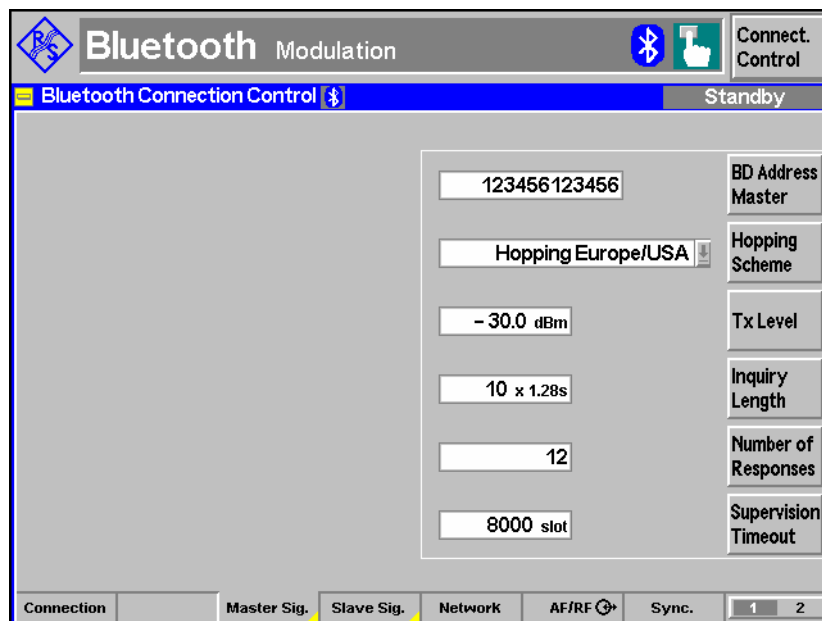 R S
Bluetooth Modulation
Connect.
Control
Bluetooth Connection Control
Standby
123456123456
BD Address
Master
Hopping Europe/USA
Hopping
Scheme
– 30.0 dBm
Tx Level
10 x 1.28s
Inquiry
Length
12
Number of
Responses
8000 slot
Supervision
Timeout
Connection
Master Sig.
Slave Sig.
Network
AF/RF
Sync.
1 2